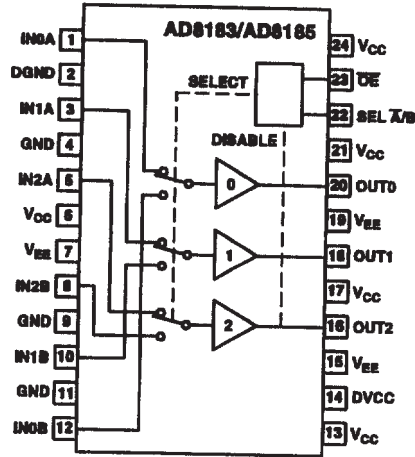 AD8183/AD8185
IN0A 1
DGND 2
IN1A 3
GND 4
IN2A 5
VCC 6
VEE 7
IN2B 8
GND 9
IN1B 10
GND 11
IN0B 12
SELECT
DISABLE
0
1
2
24 VCC
23 OE
22 SEL A/B
21 VCC
20 OUT0
19 VEE
18 OUT1
17 VCC
16 OUT2
15 VEE
14 DVCC
13 VCC